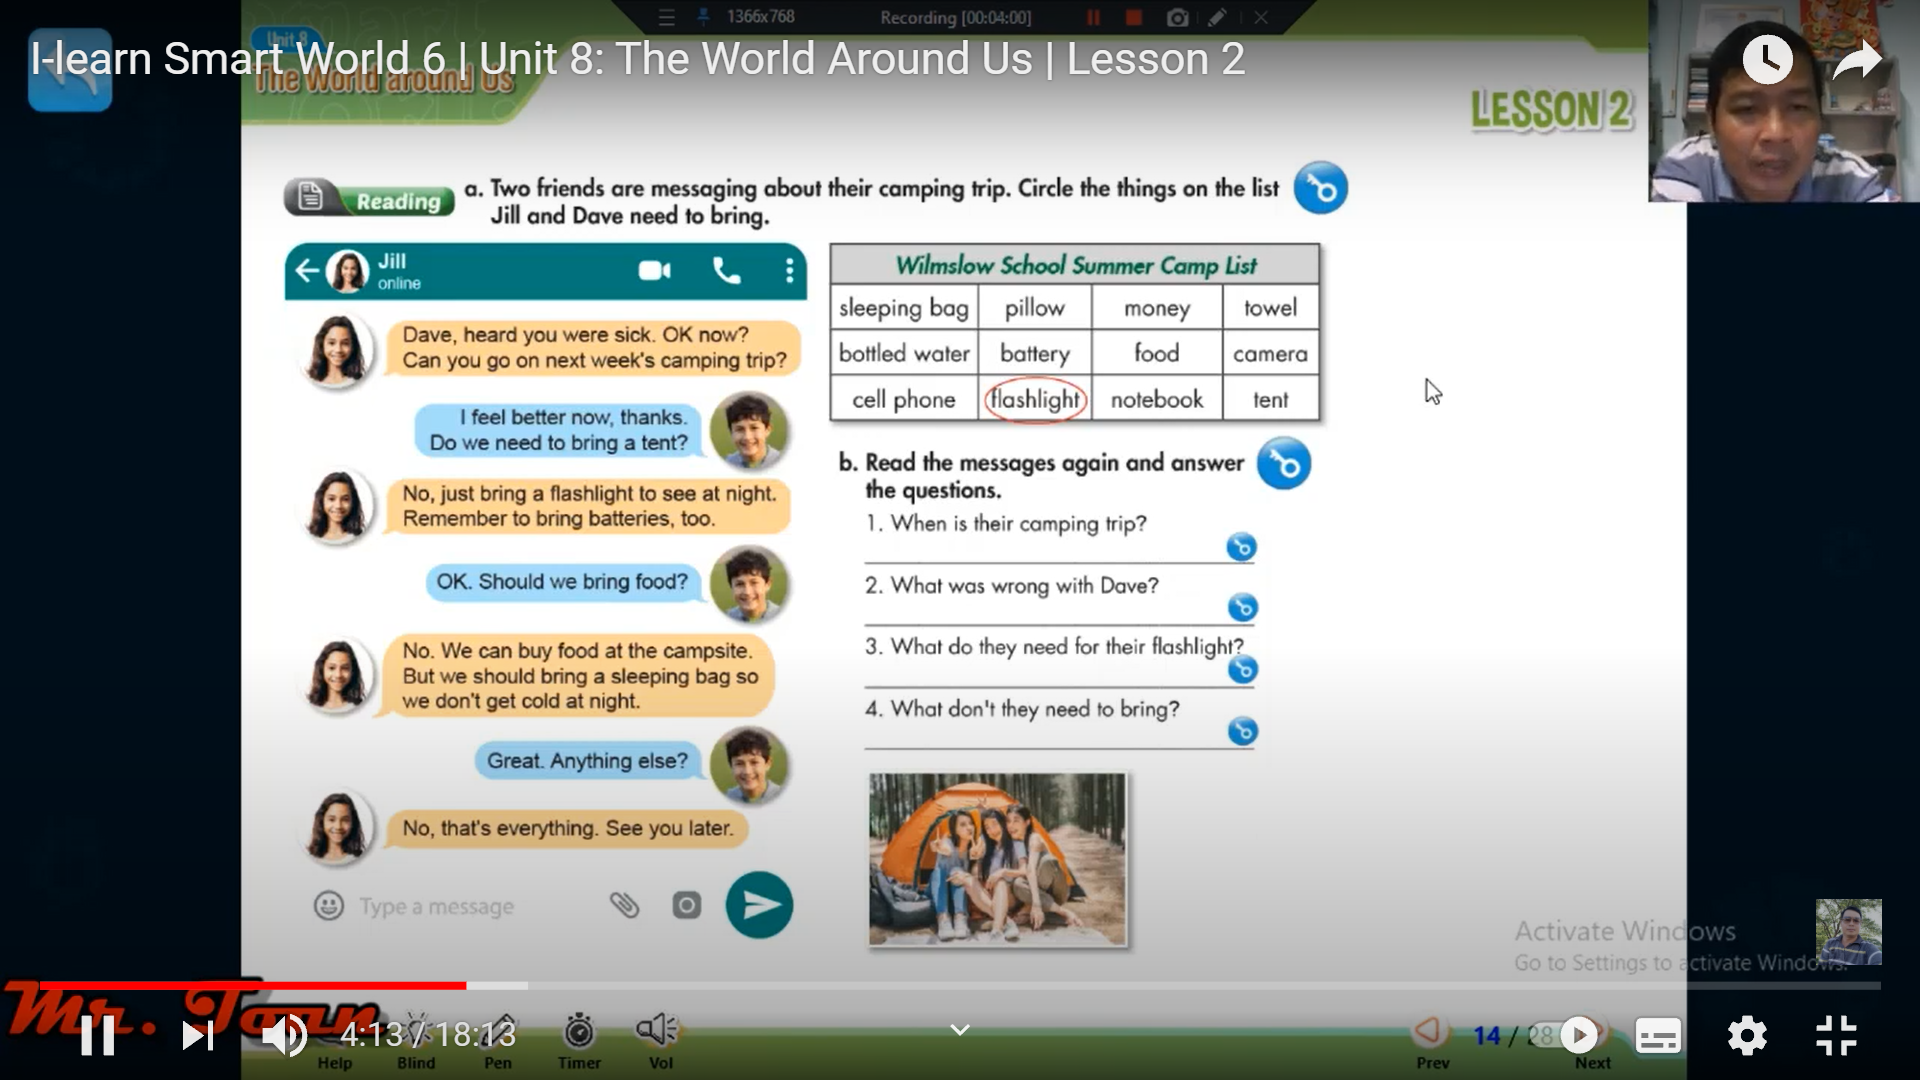 1366x768
Recording [00:04:00]
Unit 8
I-learn Smart World 6 | Unit 8: The World Around Us | Lesson 2
The World around Us
LESSON 2
Reading
a. Two friends are messaging about their camping trip. Circle the things on the list
Jill and Dave need to bring.
Jill
online
Dave, heard you were sick. OK now?
Can you go on next week's camping trip?
I feel better now, thanks.
Do we need to bring a tent?
No, just bring a flashlight to see at night.
Remember to bring batteries, too.
OK. Should we bring food?
No. We can buy food at the campsite.
But we should bring a sleeping bag so
we don't get cold at night.
Great. Anything else?
No, that's everything. See you later.
Type a message
Wilmslow School Summer Camp List
sleeping bag pillow money towel
bottled water battery food camera
cell phone flashlight notebook tent
b. Read the messages again and answer
the questions.
1. When is their camping trip?
2. What was wrong with Dave?
3. What do they need for their flashlight?
4. What don't they need to bring?
Activate Windows
Go to Settings to activate Windows.
Mr. Toan
4:13 / 18:13
14 / 28
Help Blind Pen Timer Vol Prev Next